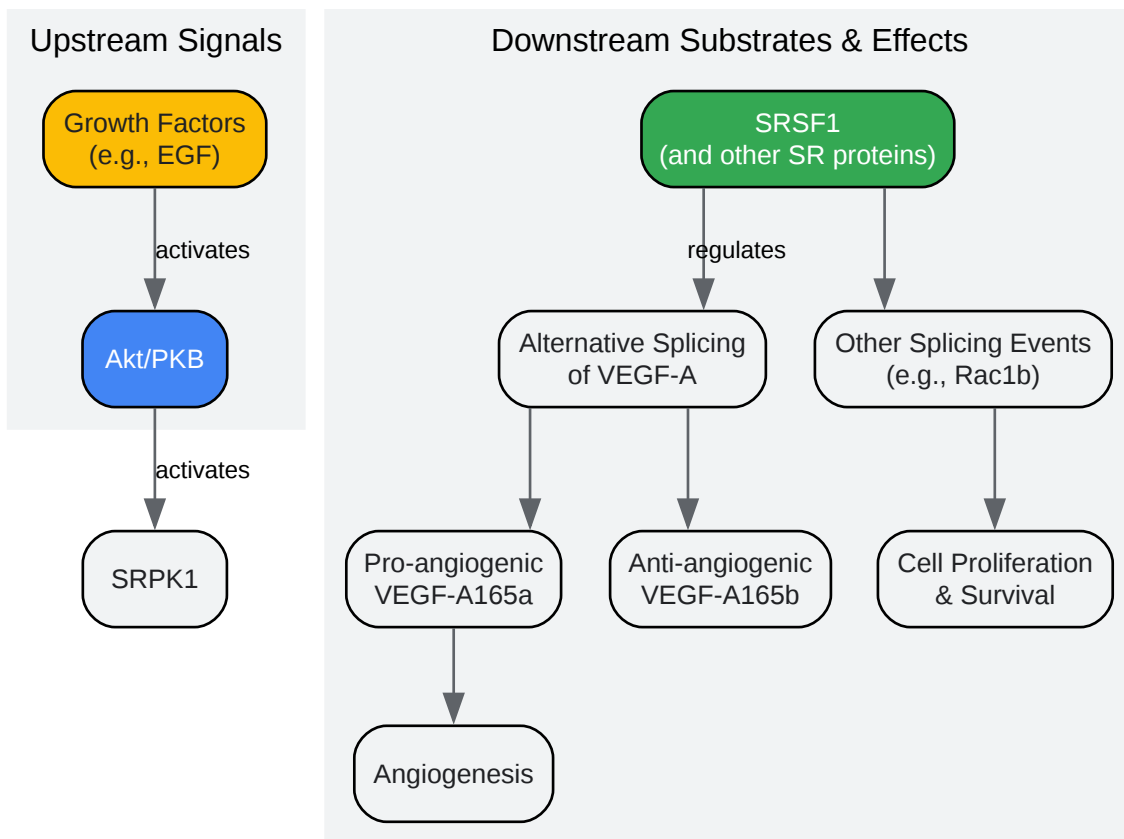 Upstream Signals
Growth Factors
(e.g., EGF)
activates
Akt/PKB
activates
SRPK1
Downstream Substrates & Effects
SRSF1
(and other SR proteins)
regulates
Alternative Splicing
of VEGF-A
Other Splicing Events
(e.g., Rac1b)
Pro-angiogenic
VEGF-A165a
Anti-angiogenic
VEGF-A165b
Cell Proliferation
& Survival
Angiogenesis